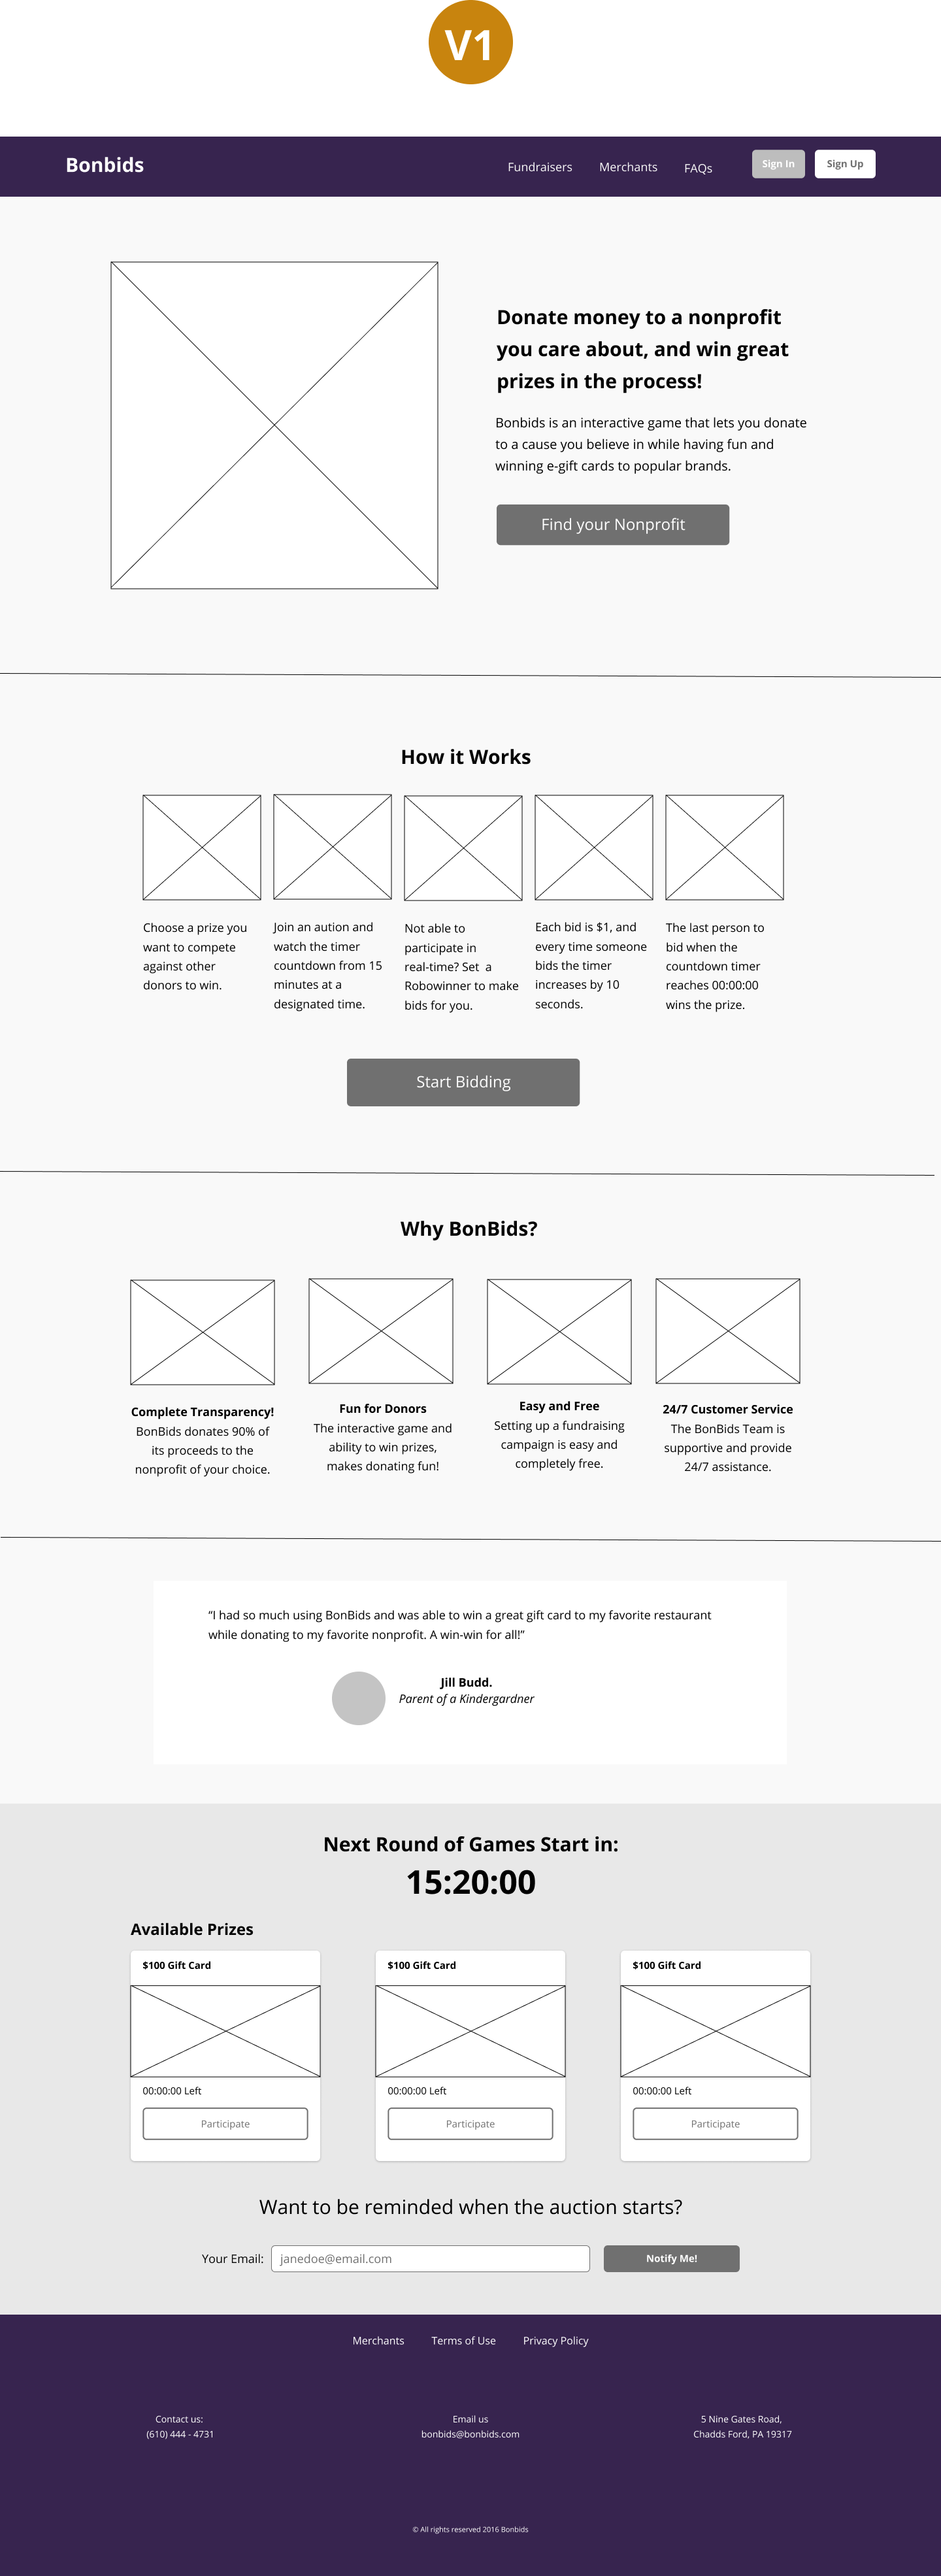 V1
Bonbids
Fundraisers
Merchants
FAQs
Sign In
Sign Up
Donate money to a nonprofit
you care about, and win great
prizes in the process!
Bonbids is an interactive game that lets you donate
to a cause you believe in while having fun and
winning e-gift cards to popular brands.
Find your Nonprofit
How it Works
Choose a prize you
want to compete
against other
donors to win.
Join an aution and
watch the timer
countdown from 15
minutes at a
designated time.
Not able to
participate in
real-time? Set a
Robowinner to make
bids for you.
Each bid is $1, and
every time someone
bids the timer
increases by 10
seconds.
The last person to
bid when the
countdown timer
reaches 00:00:00
wins the prize.
Start Bidding
Why BonBids?
Complete Transparency!
BonBids donates 90% of
its proceeds to the
nonprofit of your choice.
Fun for Donors
The interactive game and
ability to win prizes,
makes donating fun!
Easy and Free
Setting up a fundraising
campaign is easy and
completely free.
24/7 Customer Service
The BonBids Team is
supportive and provide
24/7 assistance.
“I had so much using BonBids and was able to win a great gift card to my favorite restaurant
while donating to my favorite nonprofit. A win-win for all!”
Jill Budd.
Parent of a Kindergardner
Next Round of Games Start in:
15:20:00
Available Prizes
$100 Gift Card
00:00:00 Left
Participate
$100 Gift Card
00:00:00 Left
Participate
$100 Gift Card
00:00:00 Left
Participate
Want to be reminded when the auction starts?
Your Email:
janedoe@email.com
Notify Me!
Merchants
Terms of Use
Privacy Policy
Contact us:
(610) 444 - 4731
Email us
bonbids@bonbids.com
5 Nine Gates Road,
Chadds Ford, PA 19317
© All rights reserved 2016 Bonbids